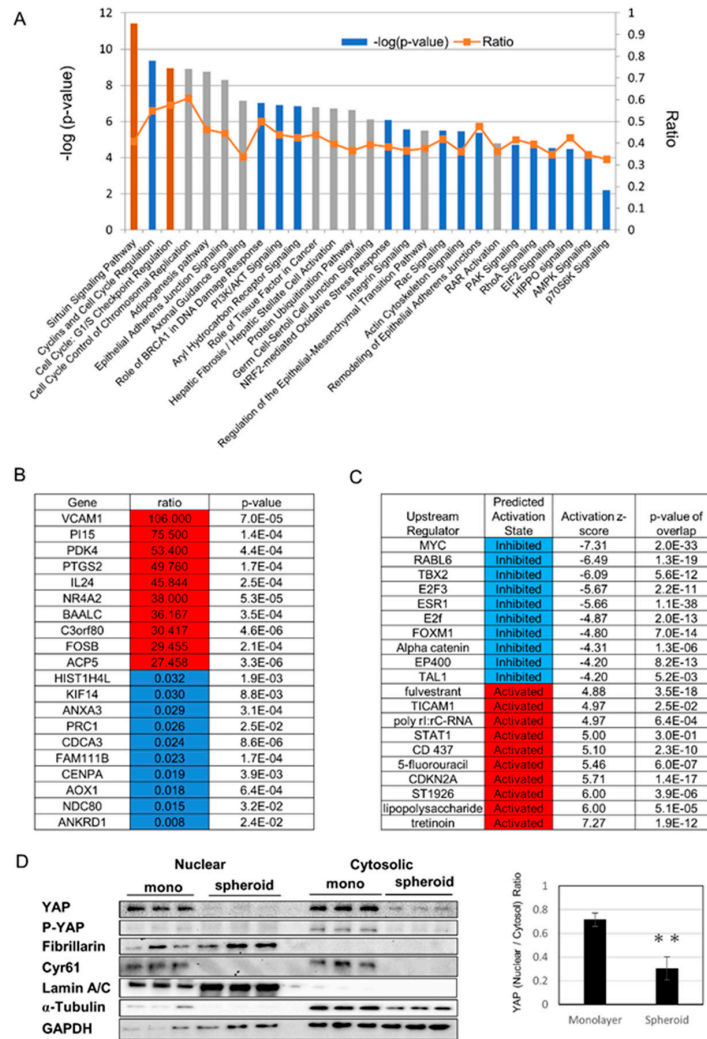 A
12
10
8
6
4
2
0
-log (p-value)
-log(p-value)
Ratio
1
0.9
0.8
0.7
0.6
0.5
0.4
0.3
0.2
0.1
0
Ratio
Sirtuin Signaling Pathway
Cyclins and Cell Cycle Regulation
Cell Cycle: G1/S Checkpoint Regulation
Cell Cycle Control of Chromosomal Replication
Adipogenesis pathway
Epithelial Adherens Junction Signaling
Axonal Guidance Signaling
Role of BRCA1 in DNA Damage Response
PI3K/AKT Signaling
Aryl Hydrocarbon Receptor Signaling
Role of Tissue Factor in Cancer
Hepatic Fibrosis / Hepatic Stellate Cell Activation
Protein Ubiquitination Pathway
Germ Cell-Sertoli Cell Junction Signaling
NRF2-mediated Oxidative Stress Response
Integrin Signaling
Regulation of the Epithelial-Mesenchymal Transition Pathway
Rac Signaling
Actin Cytoskeleton Signaling
Remodeling of Epithelial Adherens Junctions
RAR Activation
PAK Signaling
RhoA Signaling
EiF2 Signaling
HIPPO signaling
AMPK Signaling
p70S6K Signaling
B
Gene ratio p-value
VCAM1 106.000 7.0E-05
PI15 75.500 1.4E-04
PDK4 53.400 4.4E-04
PTGS2 49.760 1.7E-04
IL24 45.844 2.5E-04
NR4A2 38.000 5.3E-05
BAALC 36.167 3.5E-04
C3orf80 30.417 4.6E-06
FOSB 29.455 2.1E-04
ACP5 27.458 3.3E-06
HIST1H4L 0.032 1.9E-03
KIF14 0.030 8.8E-03
ANXA3 0.029 3.1E-04
PRC1 0.026 2.5E-02
CDCA3 0.024 8.6E-06
FAM111B 0.023 1.7E-04
CENPA 0.019 3.9E-03
AOX1 0.018 6.4E-04
NDC80 0.015 3.2E-02
ANKRD1 0.008 2.4E-02
C
Upstream Regulator Predicted Activation State Activation z-score p-value of overlap
MYC Inhibited -7.31 2.0E-33
RABL6 Inhibited -6.49 1.3E-19
TBX2 Inhibited -6.09 5.6E-12
E2F3 Inhibited -5.67 2.2E-11
ESR1 Inhibited -5.66 1.1E-38
E2f Inhibited -4.87 2.0E-13
FOXM1 Inhibited -4.80 7.0E-14
Alpha catenin Inhibited -4.31 1.3E-06
EP400 Inhibited -4.20 8.2E-13
TAL1 Inhibited -4.20 5.2E-03
fulvestrant Activated 4.88 3.5E-18
TICAM1 Activated 4.97 2.5E-02
poly rI:rC-RNA Activated 4.97 6.4E-04
STAT1 Activated 5.00 3.0E-01
CD 437 Activated 5.10 2.3E-10
5-fluorouracil Activated 5.46 6.0E-07
CDKN2A Activated 5.71 1.4E-17
ST1926 Activated 6.00 3.9E-06
lipopolysaccharide Activated 6.00 5.1E-05
tretinoin Activated 7.27 1.9E-12
D
Nuclear Cytosolic
mono spheroid mono spheroid
YAP
P-YAP
Fibrillarin
Cyr61
Lamin A/C
α-Tubulin
GAPDH
YAP (Nuclear / Cytosol) Ratio
1
0.8
0.6
0.4
0.2
0
**
Monolayer Spheroid